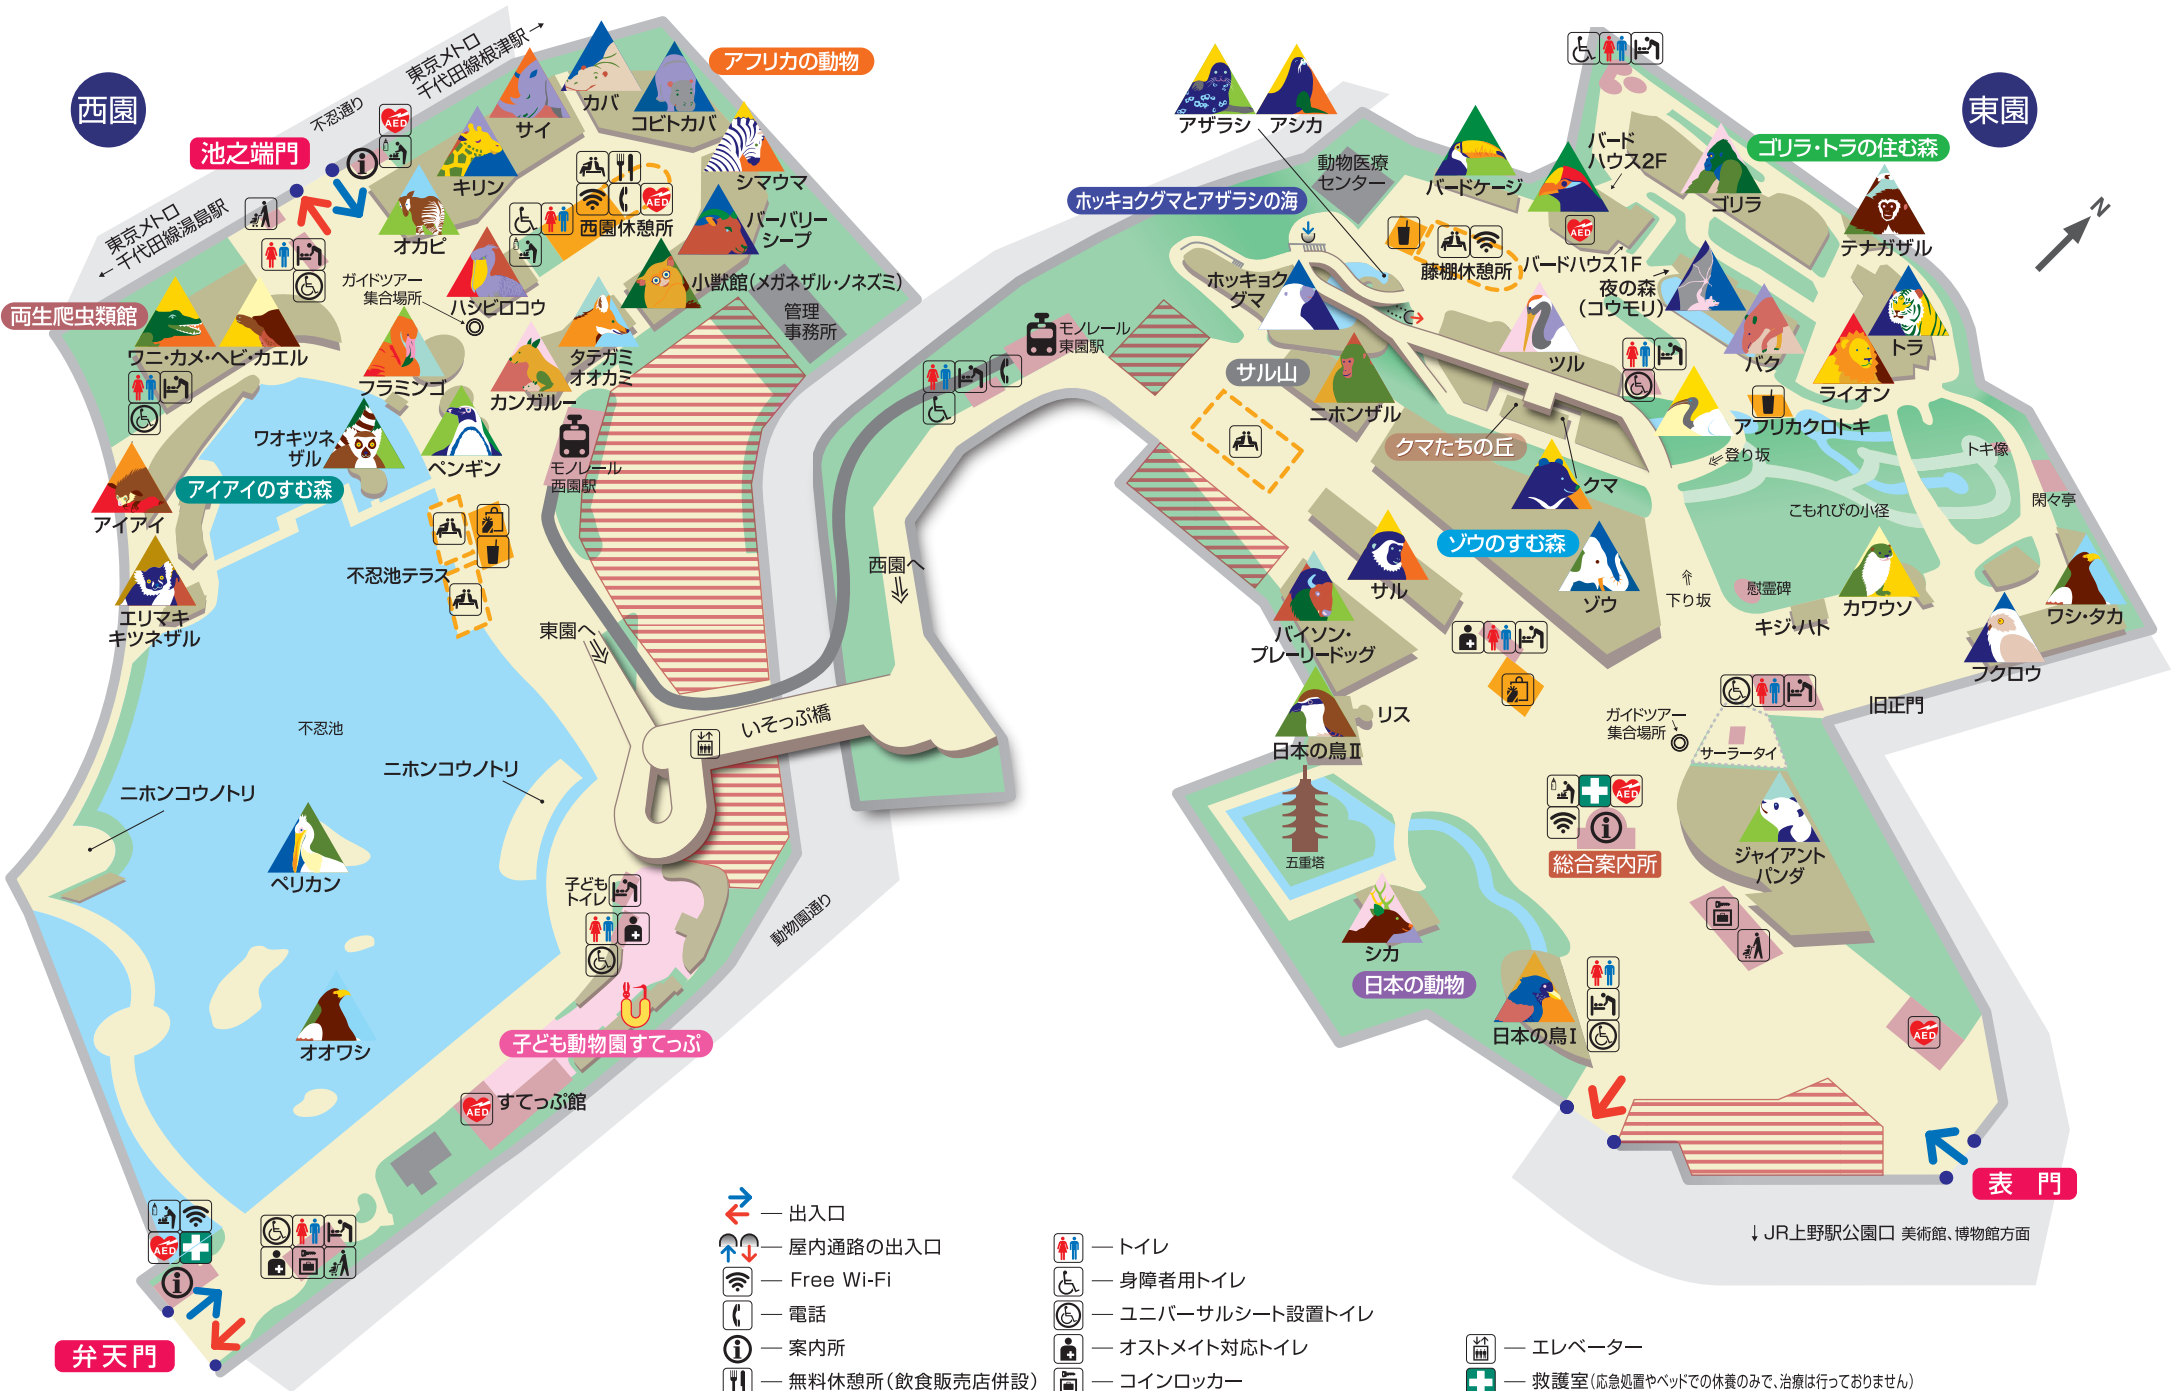 西園
東京メトロ
千代田線根津駅→
不忍通り
池之端門
東京メトロ
← 千代田線湯島駅
アフリカの動物
サイ
カバ
コビトカバ
キリン
シマウマ
オカピ
西園休憩所
バーバリー
シープ
ガイドツアー
集合場所
ハシビロコウ
小獣館(メガネザル・ノネズミ)
管理
事務所
両生爬虫類館
ワニ・カメ・ヘビ・カエル
フラミンゴ
カンガルー
タテガミ
オオカミ
ワオキツネ
ザル
ペンギン
モノレール
西園駅
アイアイのすむ森
アイアイ
エリマキ
キツネザル
不忍池テラス
東園へ
不忍池
ニホンコウノトリ
ニホンコウノトリ
いそっぷ橋
ペリカン
オオワシ
子ども
トイレ
動物園通り
子ども動物園すてっぷ
すてっぷ館
弁天門
AED
AED
AED
AED
東園
アザラシ
アシカ
動物医療
センター
バードケージ
バード
ハウス2F
ゴリラ・トラの住む森
ゴリラ
テナガザル
ホッキョクグマとアザラシの海
ホッキョク
グマ
藤棚休憩所
バードハウス1F
夜の森
(コウモリ)
モノレール
東園駅
サル山
ニホンザル
ツル
バク
トラ
ライオン
アフリカクロトキ
クマたちの丘
クマ
登り坂
トキ像
閑々亭
こもれびの小径
西園へ
ゾウのすむ森
サル
ゾウ
下り坂
慰霊碑
キジ・ハト
カワウソ
ワシ・タカ
フクロウ
バイソン・
プレーリードッグ
リス
日本の鳥Ⅱ
旧正門
ガイドツアー
集合場所
サーラータイ
五重塔
総合案内所
ジャイアント
パンダ
シカ
日本の動物
日本の鳥Ⅰ
AED
AED
AED
表 門
↓JR上野駅公園口 美術館、博物館方面
N
出入口
屋内通路の出入口
Free Wi-Fi
電話
案内所
無料休憩所(飲食販売店併設)
トイレ
身障者用トイレ
ユニバーサルシート設置トイレ
オストメイト対応トイレ
コインロッカー
エレベーター
救護室(応急処置やベッドでの休養のみで、治療は行っておりません)